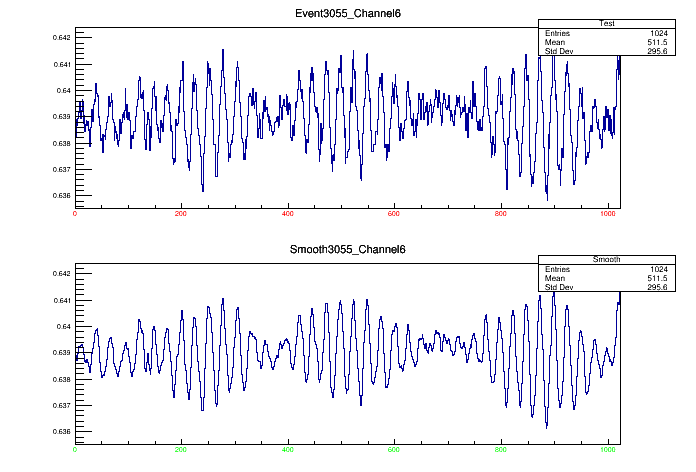 Event3055_Channel6
Test
Entries 1024
Mean 511.5
Std Dev 295.6
0.642
0.641
0.64
0.639
0.638
0.637
0.636
0 200 400 600 800 1000
Smooth3055_Channel6
Smooth
Entries 1024
Mean 511.5
Std Dev 295.6
0.642
0.641
0.64
0.639
0.638
0.637
0.636
0 200 400 600 800 1000